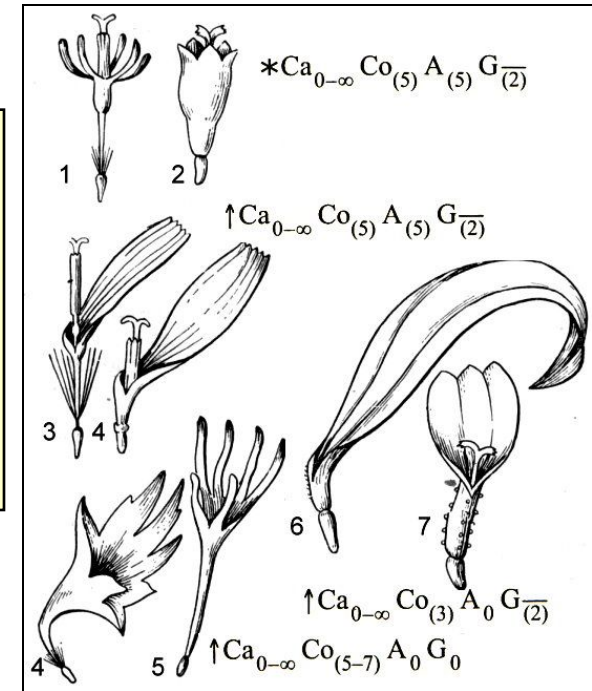 *Ca₀₋∞ Co₍₅₎ A₍₅₎ G₍₂₎̅
1 2
↑Ca₀₋∞ Co₍₅₎ A₍₅₎ G₍₂₎̅
3 4 6 7
↑Ca₀₋∞ Co₍₃₎ A₀ G₍₂₎̅
4 5 ↑Ca₀₋∞ Co₍₅₋₇₎ A₀ G₀